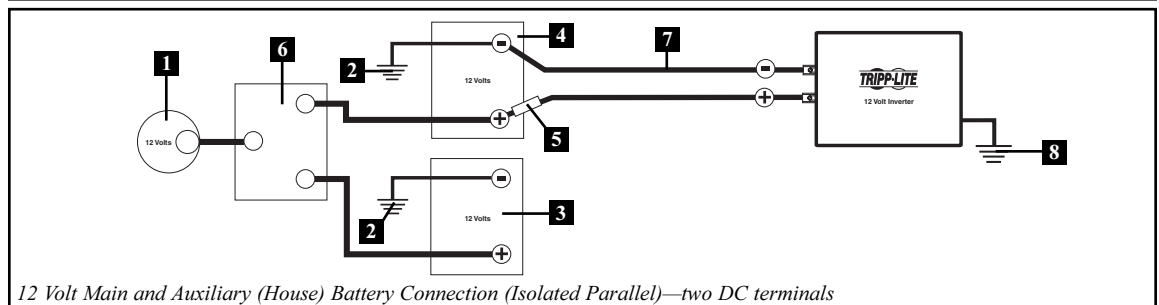 4
7
6
1
2
12 Volts
TRIPP·LITE
12 Volt Inverter
12 Volts
5
8
3
12 Volts
2
12 Volt Main and Auxiliary (House) Battery Connection (Isolated Parallel)—two DC terminals